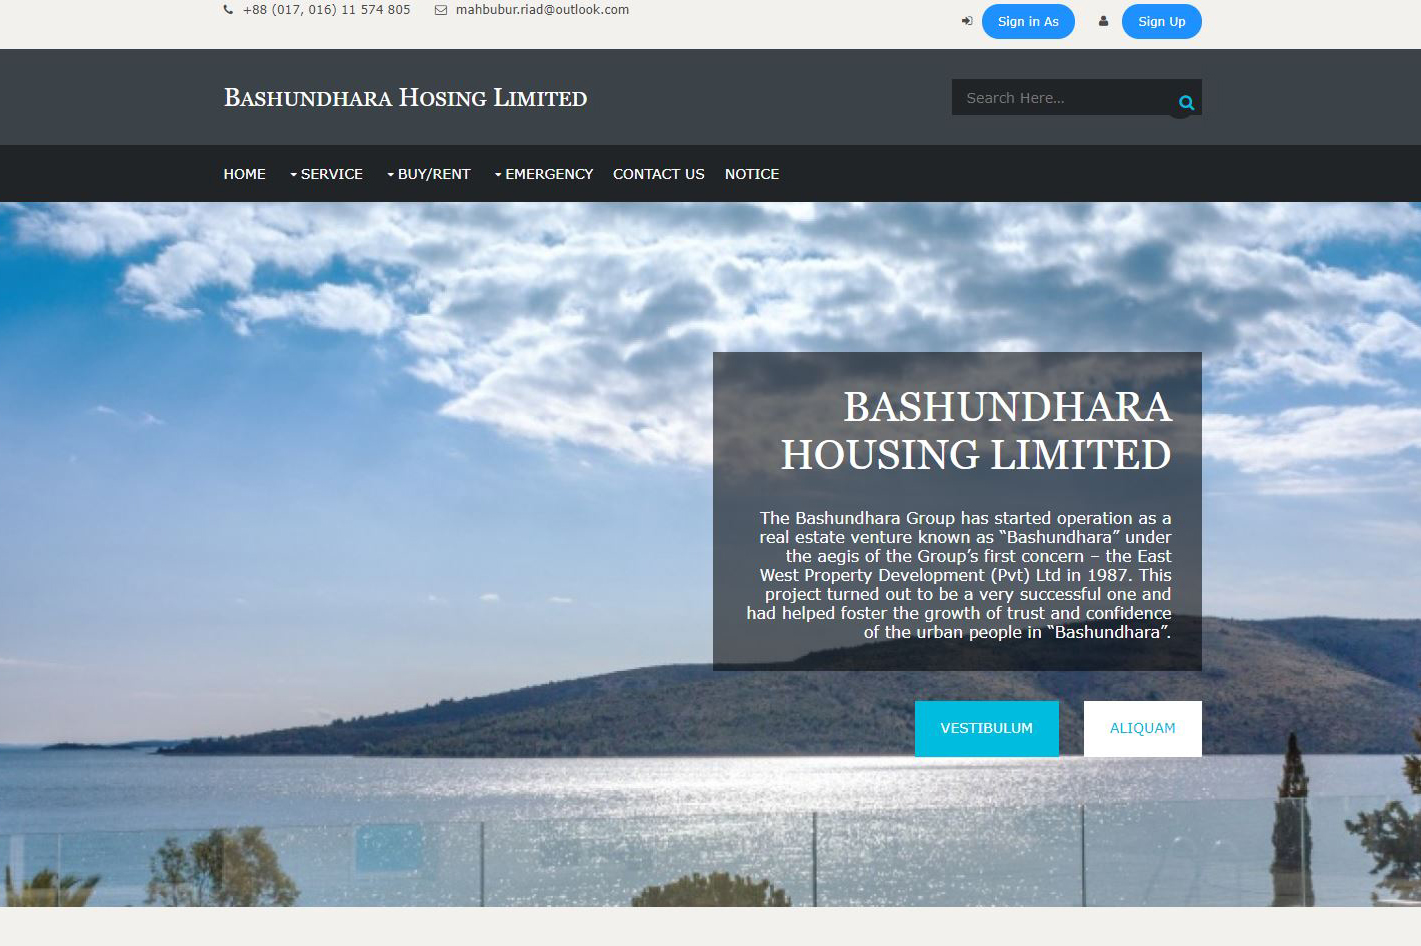 +88 (017, 016) 11 574 805 mahbubur.riad@outlook.com Sign in As Sign Up
BASHUNDHARA HOSING LIMITED Search Here...
HOME SERVICE BUY/RENT EMERGENCY CONTACT US NOTICE
BASHUNDHARA
HOUSING LIMITED
The Bashundhara Group has started operation as a
real estate venture known as “Bashundhara” under
the aegis of the Group’s first concern – the East
West Property Development (Pvt) Ltd in 1987. This
project turned out to be a very successful one and
had helped foster the growth of trust and confidence
of the urban people in “Bashundhara”.
VESTIBULUM ALIQUAM